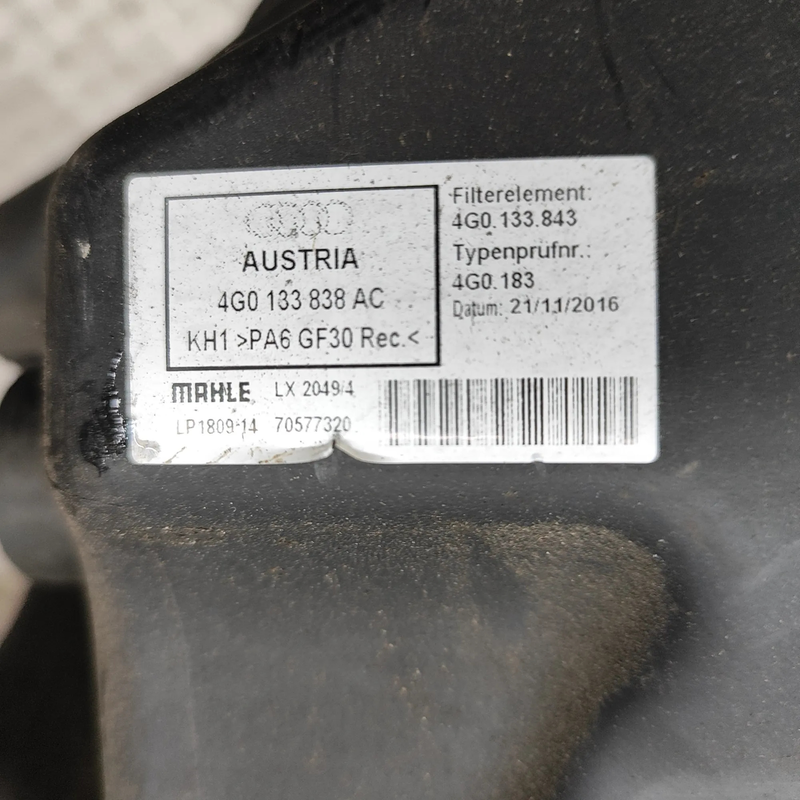 AUSTRIA
4G0 133 838 AC
KH1 >PA6 GF30 Rec.<
Filterelement:
4G0.133.843
Typenprufnr.:
4G0.183
Datum: 21/11/2016
MAHLE LX 2049/4
LP1809-14 70577320